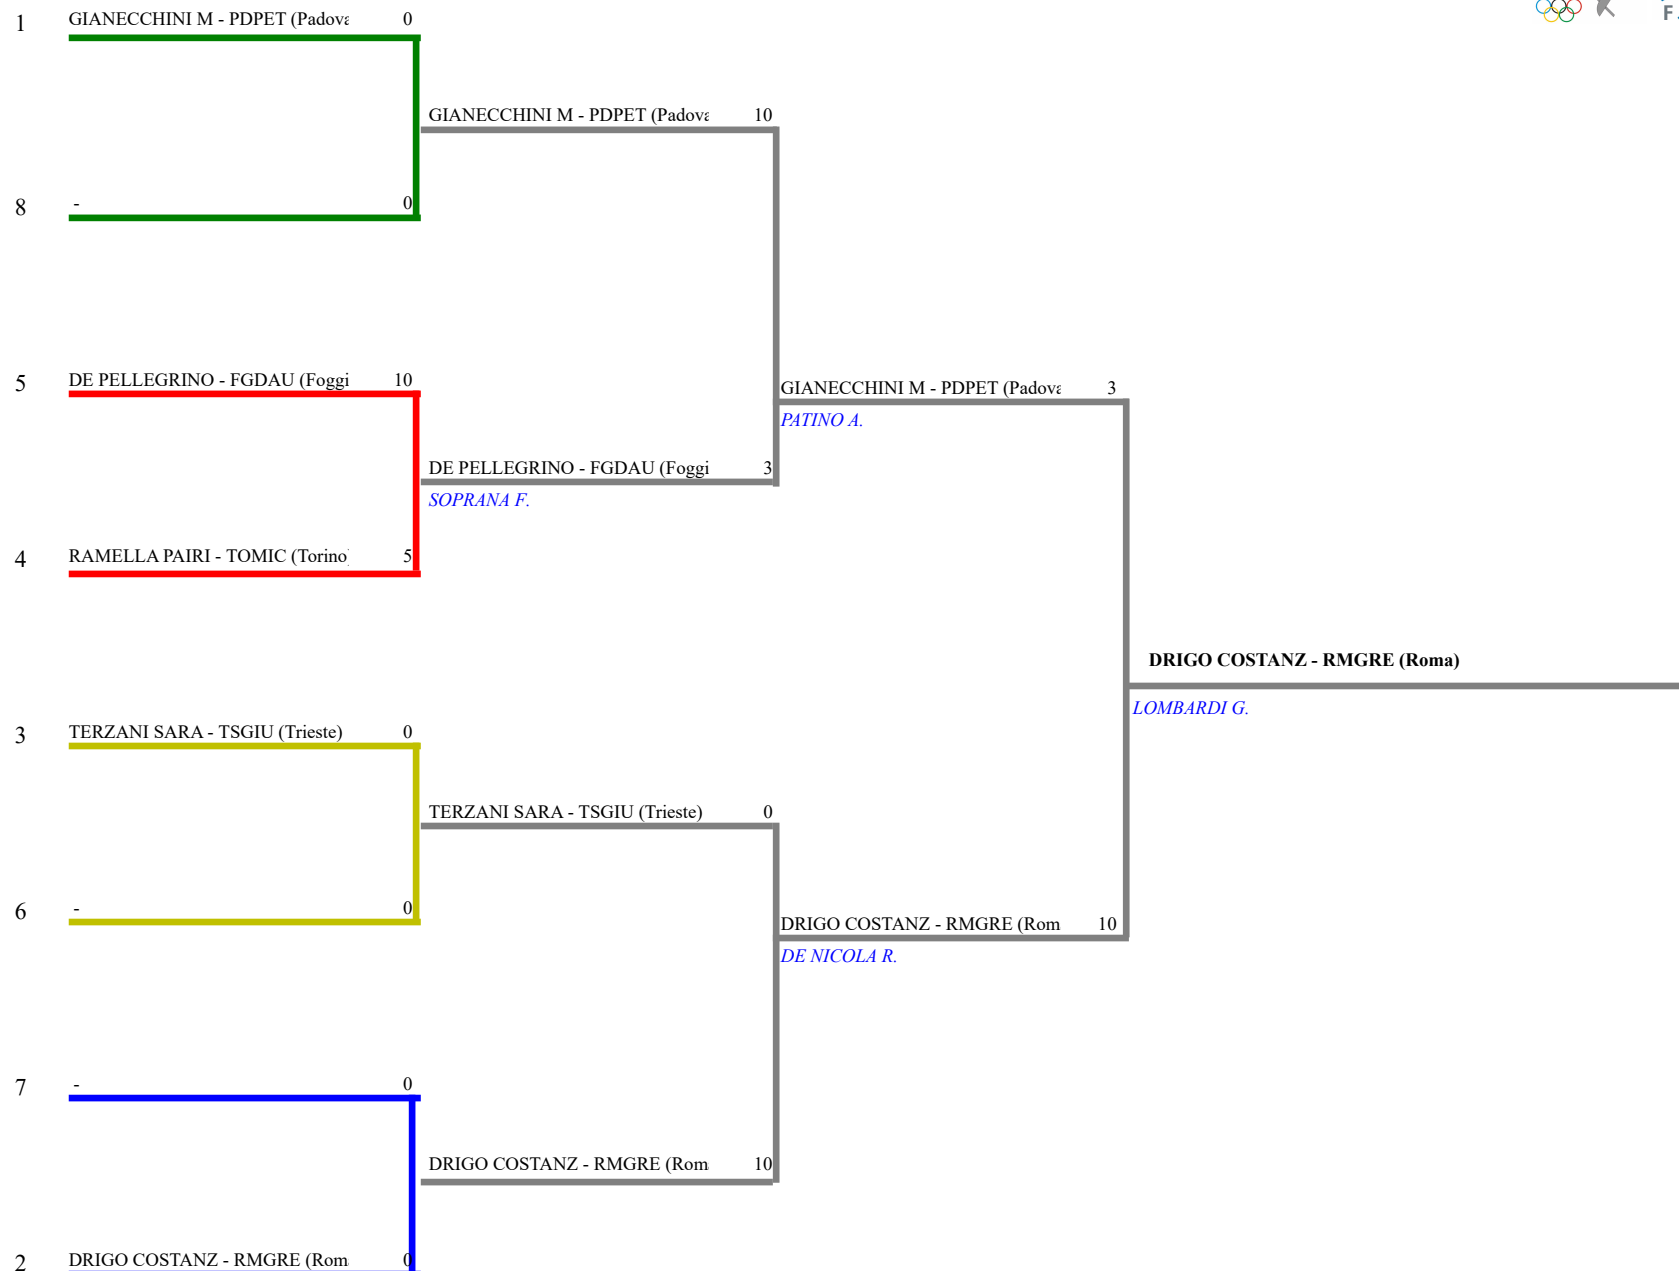 F
1 GIANECCHINI M - PDPET (Padova 0
GIANECCHINI M - PDPET (Padova 10
8 - 0
5 DE PELLEGRINO - FGDAU (Foggi 10
GIANECCHINI M - PDPET (Padova 3
PATINO A.
DE PELLEGRINO - FGDAU (Foggi 3
SOPRANA F.
4 RAMELLA PAIRI - TOMIC (Torino) 5
DRIGO COSTANZ - RMGRE (Roma)
LOMBARDI G.
3 TERZANI SARA - TSGIU (Trieste) 0
TERZANI SARA - TSGIU (Trieste) 0
6 - 0
DRIGO COSTANZ - RMGRE (Rom 10
DE NICOLA R.
7 - 0
DRIGO COSTANZ - RMGRE (Rom 10
2 DRIGO COSTANZ - RMGRE (Rom 0